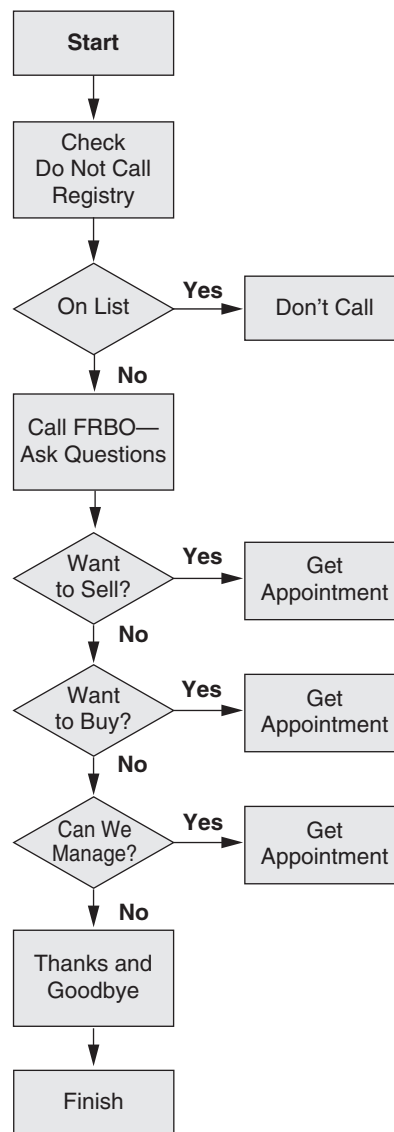 Start
Check
Do Not Call
Registry
On List
Yes
Don't Call
No
Call FRBO—
Ask Questions
Want
to Sell?
Yes
Get
Appointment
No
Want
to Buy?
Yes
Get
Appointment
No
Can We
Manage?
Yes
Get
Appointment
No
Thanks and
Goodbye
Finish